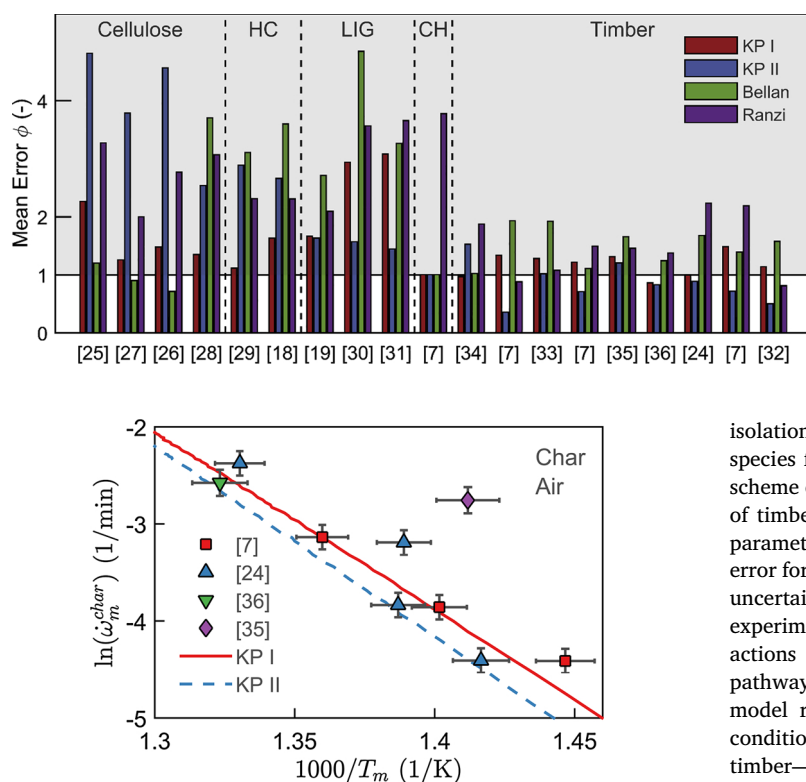 Cellulose HC LIG CH Timber
KP I
KP II
Bellan
Ranzi
Mean Error ϕ (-)
4
2
1
0
[25] [27] [26] [28] [29] [18] [19] [30] [31] [7] [34] [7] [33] [7] [35] [36] [24] [7] [32]
-2
-3
-4
-5
ln(ω̇ₘᶜʰᵃʳ) (1/min)
Char
Air
[7]
[24]
[36]
[35]
KP I
KP II
1.3 1.35 1.4 1.45
1000/Tₘ (1/K)
isolation
species f
scheme
of timbe
paramet
error for
uncertai
experim
actions
pathway
model r
conditio
timber—